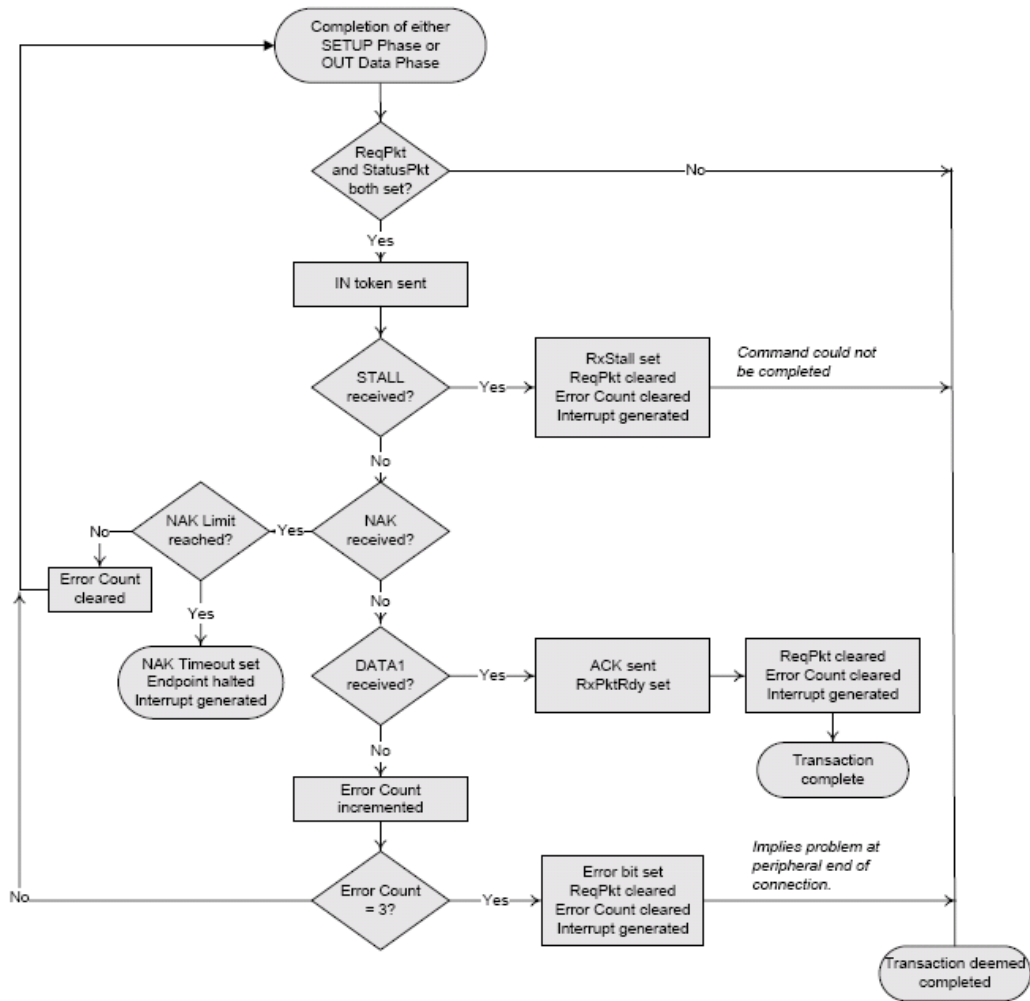 Completion of either
SETUP Phase or
OUT Data Phase
ReqPkt
and StatusPkt
both set?
No
Yes
IN token sent
STALL
received?
Yes
RxStall set
ReqPkt cleared
Error Count cleared
Interrupt generated
Command could not
be completed
No
NAK
received?
Yes
NAK Limit
reached?
No
Error Count
cleared
Yes
NAK Timeout set
Endpoint halted
Interrupt generated
No
DATA1
received?
Yes
ACK sent
RxPktRdy set
ReqPkt cleared
Error Count cleared
Interrupt generated
Transaction
complete
No
Error Count
incremented
Error Count
= 3?
No
Yes
Error bit set
ReqPkt cleared
Error Count cleared
Interrupt generated
Implies problem at
peripheral end of
connection.
Transaction deemed
completed